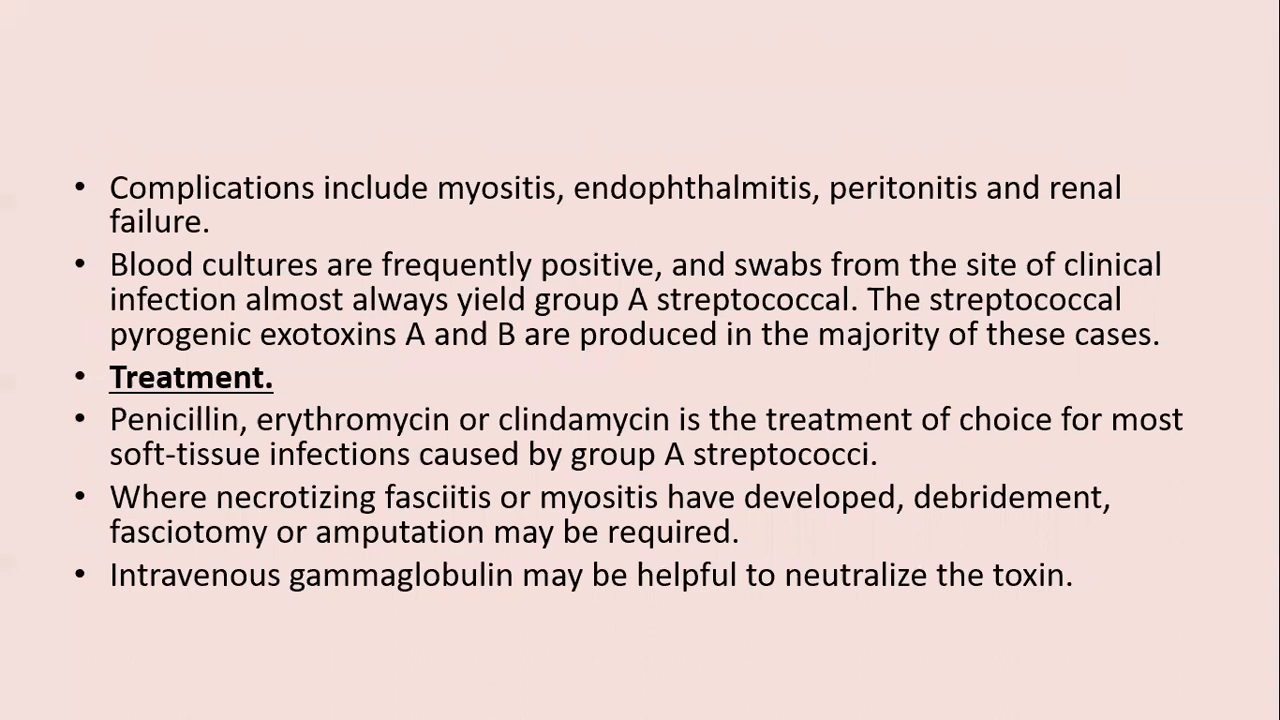 • Complications include myositis, endophthalmitis, peritonitis and renal
failure.
• Blood cultures are frequently positive, and swabs from the site of clinical
infection almost always yield group A streptococcal. The streptococcal
pyrogenic exotoxins A and B are produced in the majority of these cases.
• Treatment.
• Penicillin, erythromycin or clindamycin is the treatment of choice for most
soft-tissue infections caused by group A streptococci.
• Where necrotizing fasciitis or myositis have developed, debridement,
fasciotomy or amputation may be required.
• Intravenous gammaglobulin may be helpful to neutralize the toxin.